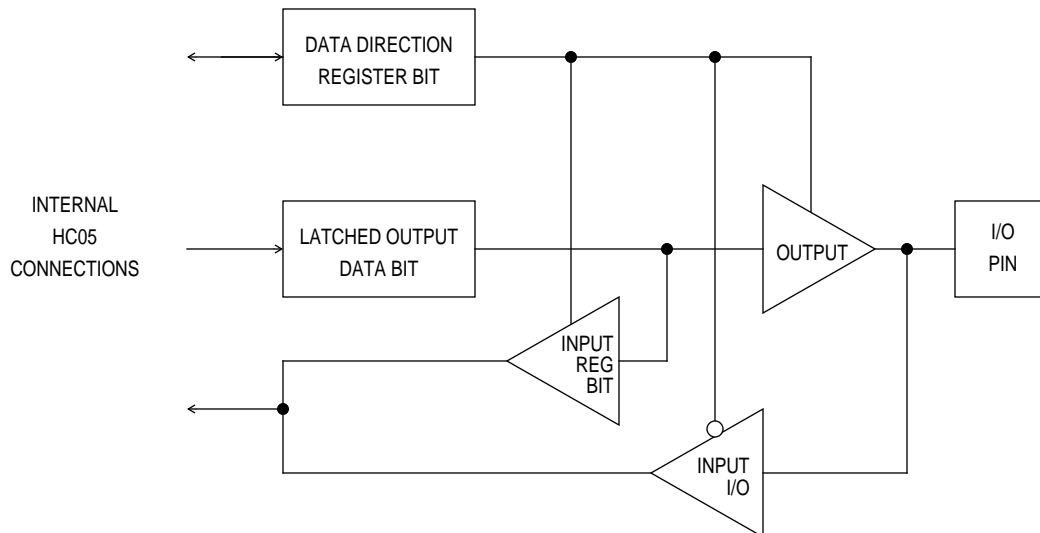 DATA DIRECTION
REGISTER BIT
INTERNAL
HC05
CONNECTIONS
LATCHED OUTPUT
DATA BIT
OUTPUT
I/O
PIN
INPUT
REG
BIT
INPUT
I/O